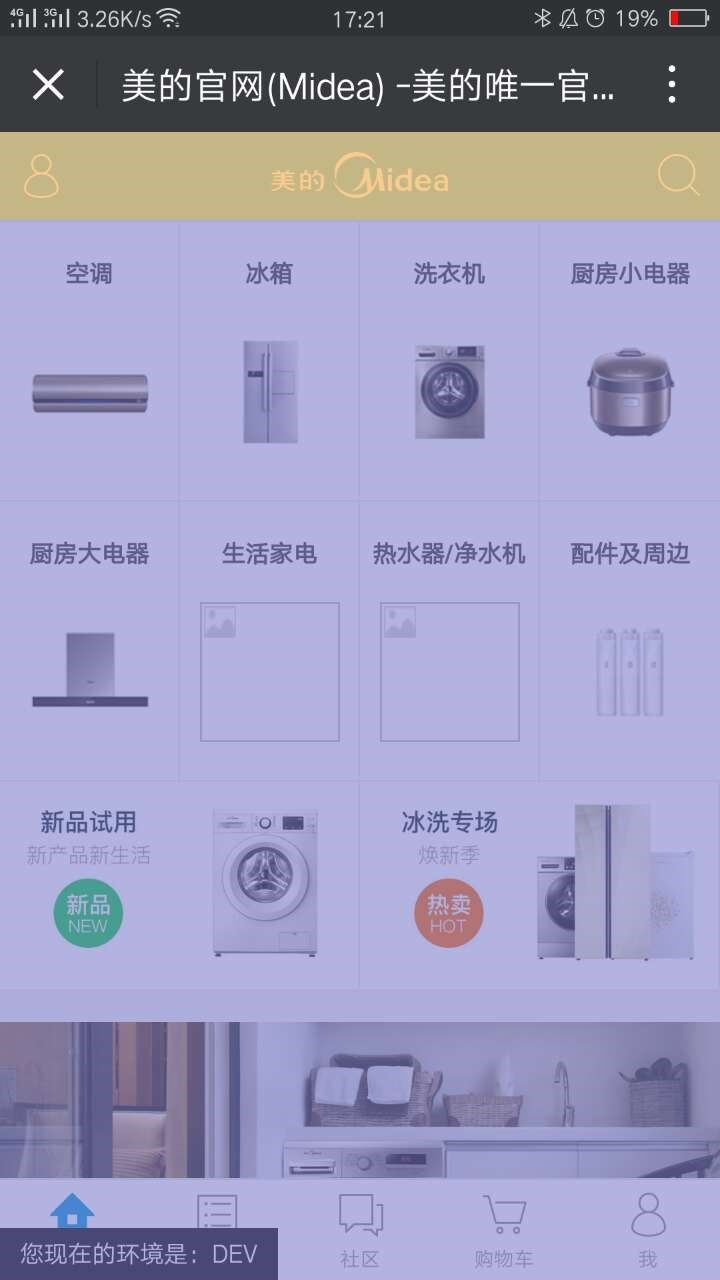 4G 3G 3.26K/s 17:21 19%
美的官网(Midea) -美的唯一官...
美的 Midea
空调 冰箱 洗衣机 厨房小电器
厨房大电器 生活家电 热水器/净水机 配件及周边
新品试用 冰洗专场
新产品新生活 焕新季
新品 热卖
NEW HOT
您现在的环境是：DEV 社区 购物车 我